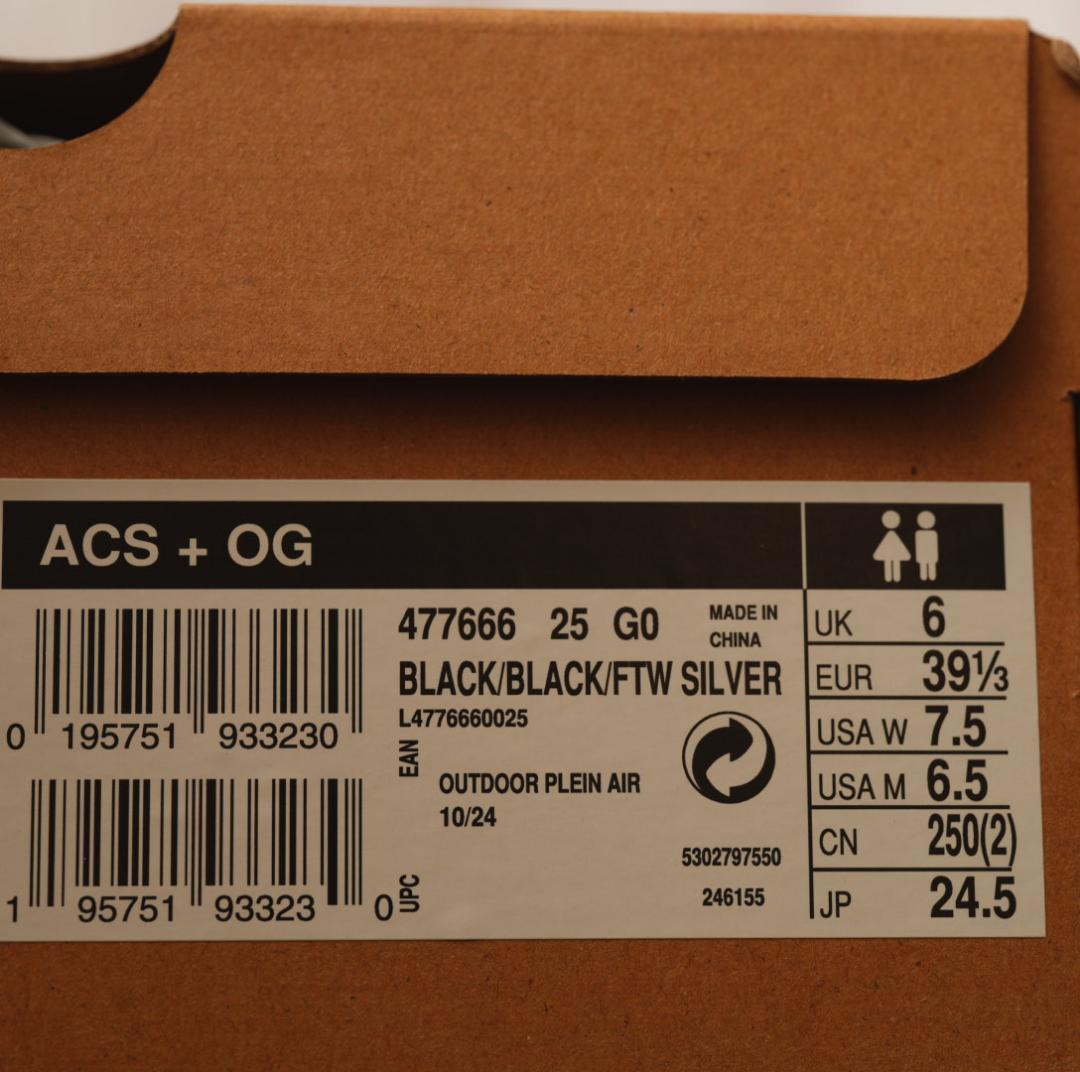 ACS + OG
0 195751 933230
EAN
1 95751 93323 0
UPC
477666 25 G0
MADE IN
CHINA
BLACK/BLACK/FTW SILVER
L4776660025
OUTDOOR PLEIN AIR
10/24
5302797550
246155
UK 6
EUR 39⅓
USA W 7.5
USA M 6.5
CN 250(2)
JP 24.5